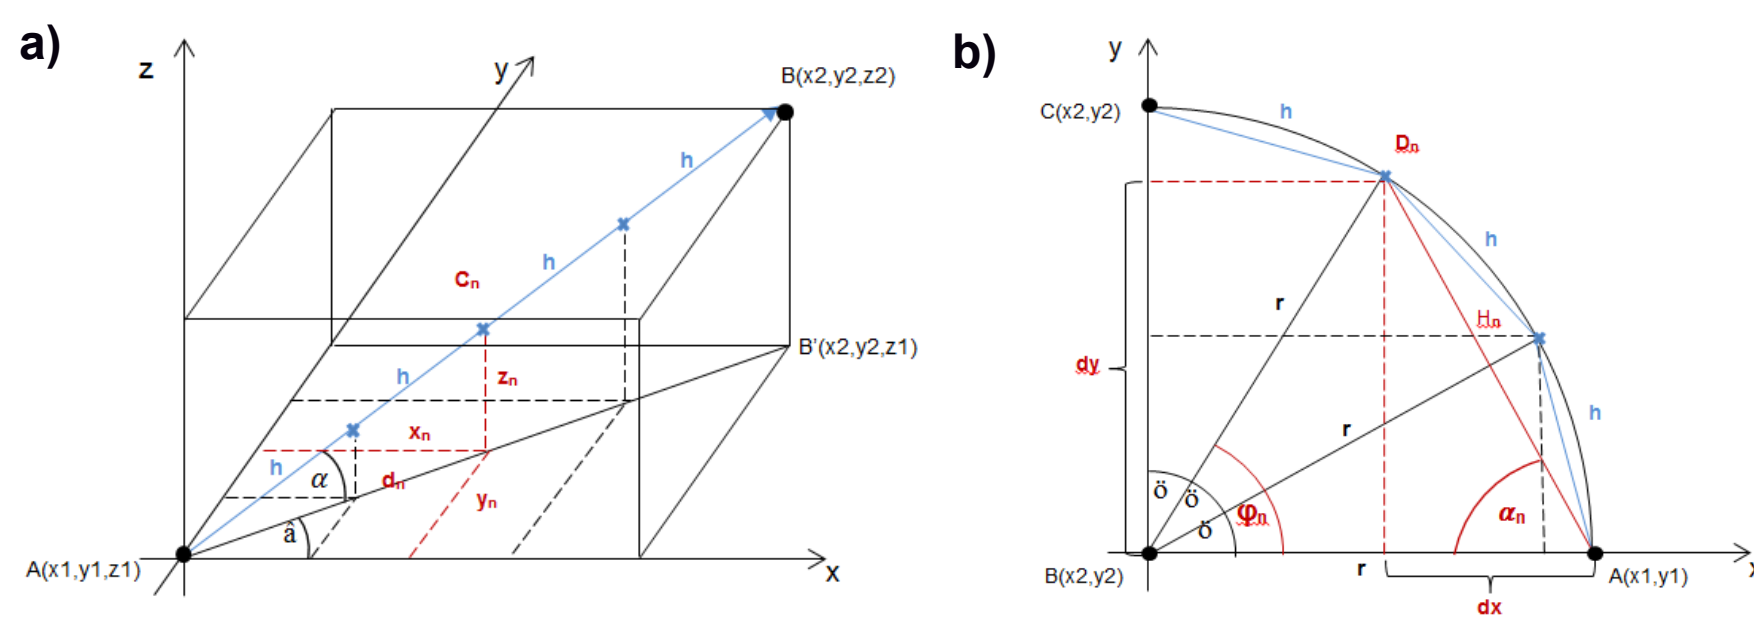 a)
z
y
B(x2,y2,z2)
h
h
Cn
B'(x2,y2,z1)
h
zn
xn
h
α
dn
yn
â
A(x1,y1,z1)
x
b)
y
C(x2,y2)
h
Dn
h
r
Hn
dy
h
r
ö
ö
ö
φn
αn
B(x2,y2)
r
A(x1,y1)
x
dx